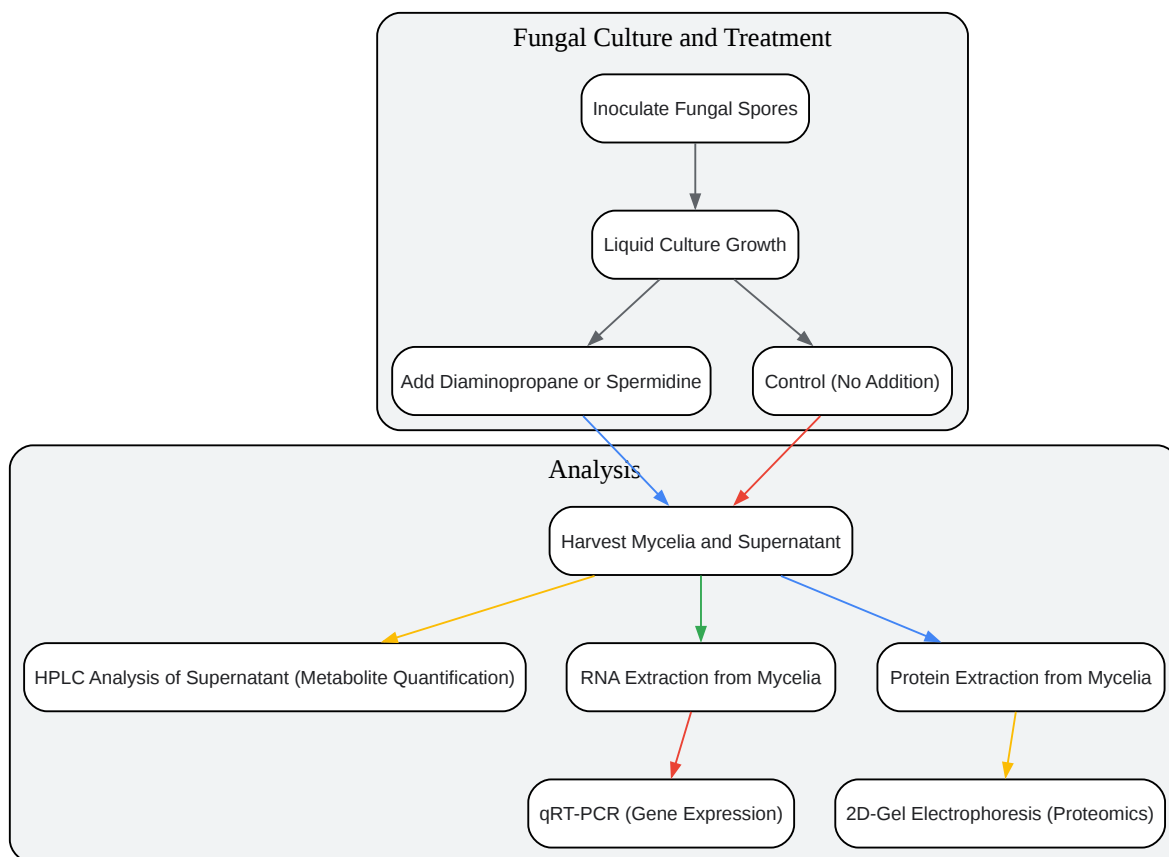 Fungal Culture and Treatment
Inoculate Fungal Spores
Liquid Culture Growth
Add Diaminopropane or Spermidine
Control (No Addition)
Analysis
Harvest Mycelia and Supernatant
HPLC Analysis of Supernatant (Metabolite Quantification)
RNA Extraction from Mycelia
Protein Extraction from Mycelia
qRT-PCR (Gene Expression)
2D-Gel Electrophoresis (Proteomics)